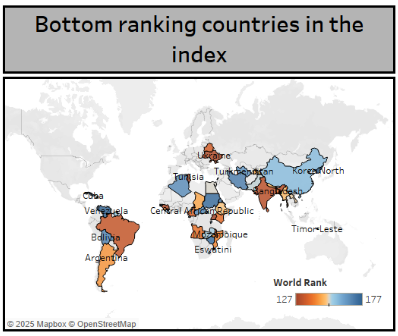 Bottom ranking countries in the
index
Ukraine
Tunisia
Turkmenistan
Korea North
Cuba
Bangladesh
Venezuela
Central African Republic
Bolivia
Mozambique
Timor-Leste
Eswatini
Argentina
World Rank
127
177
© 2025 Mapbox © OpenStreetMap